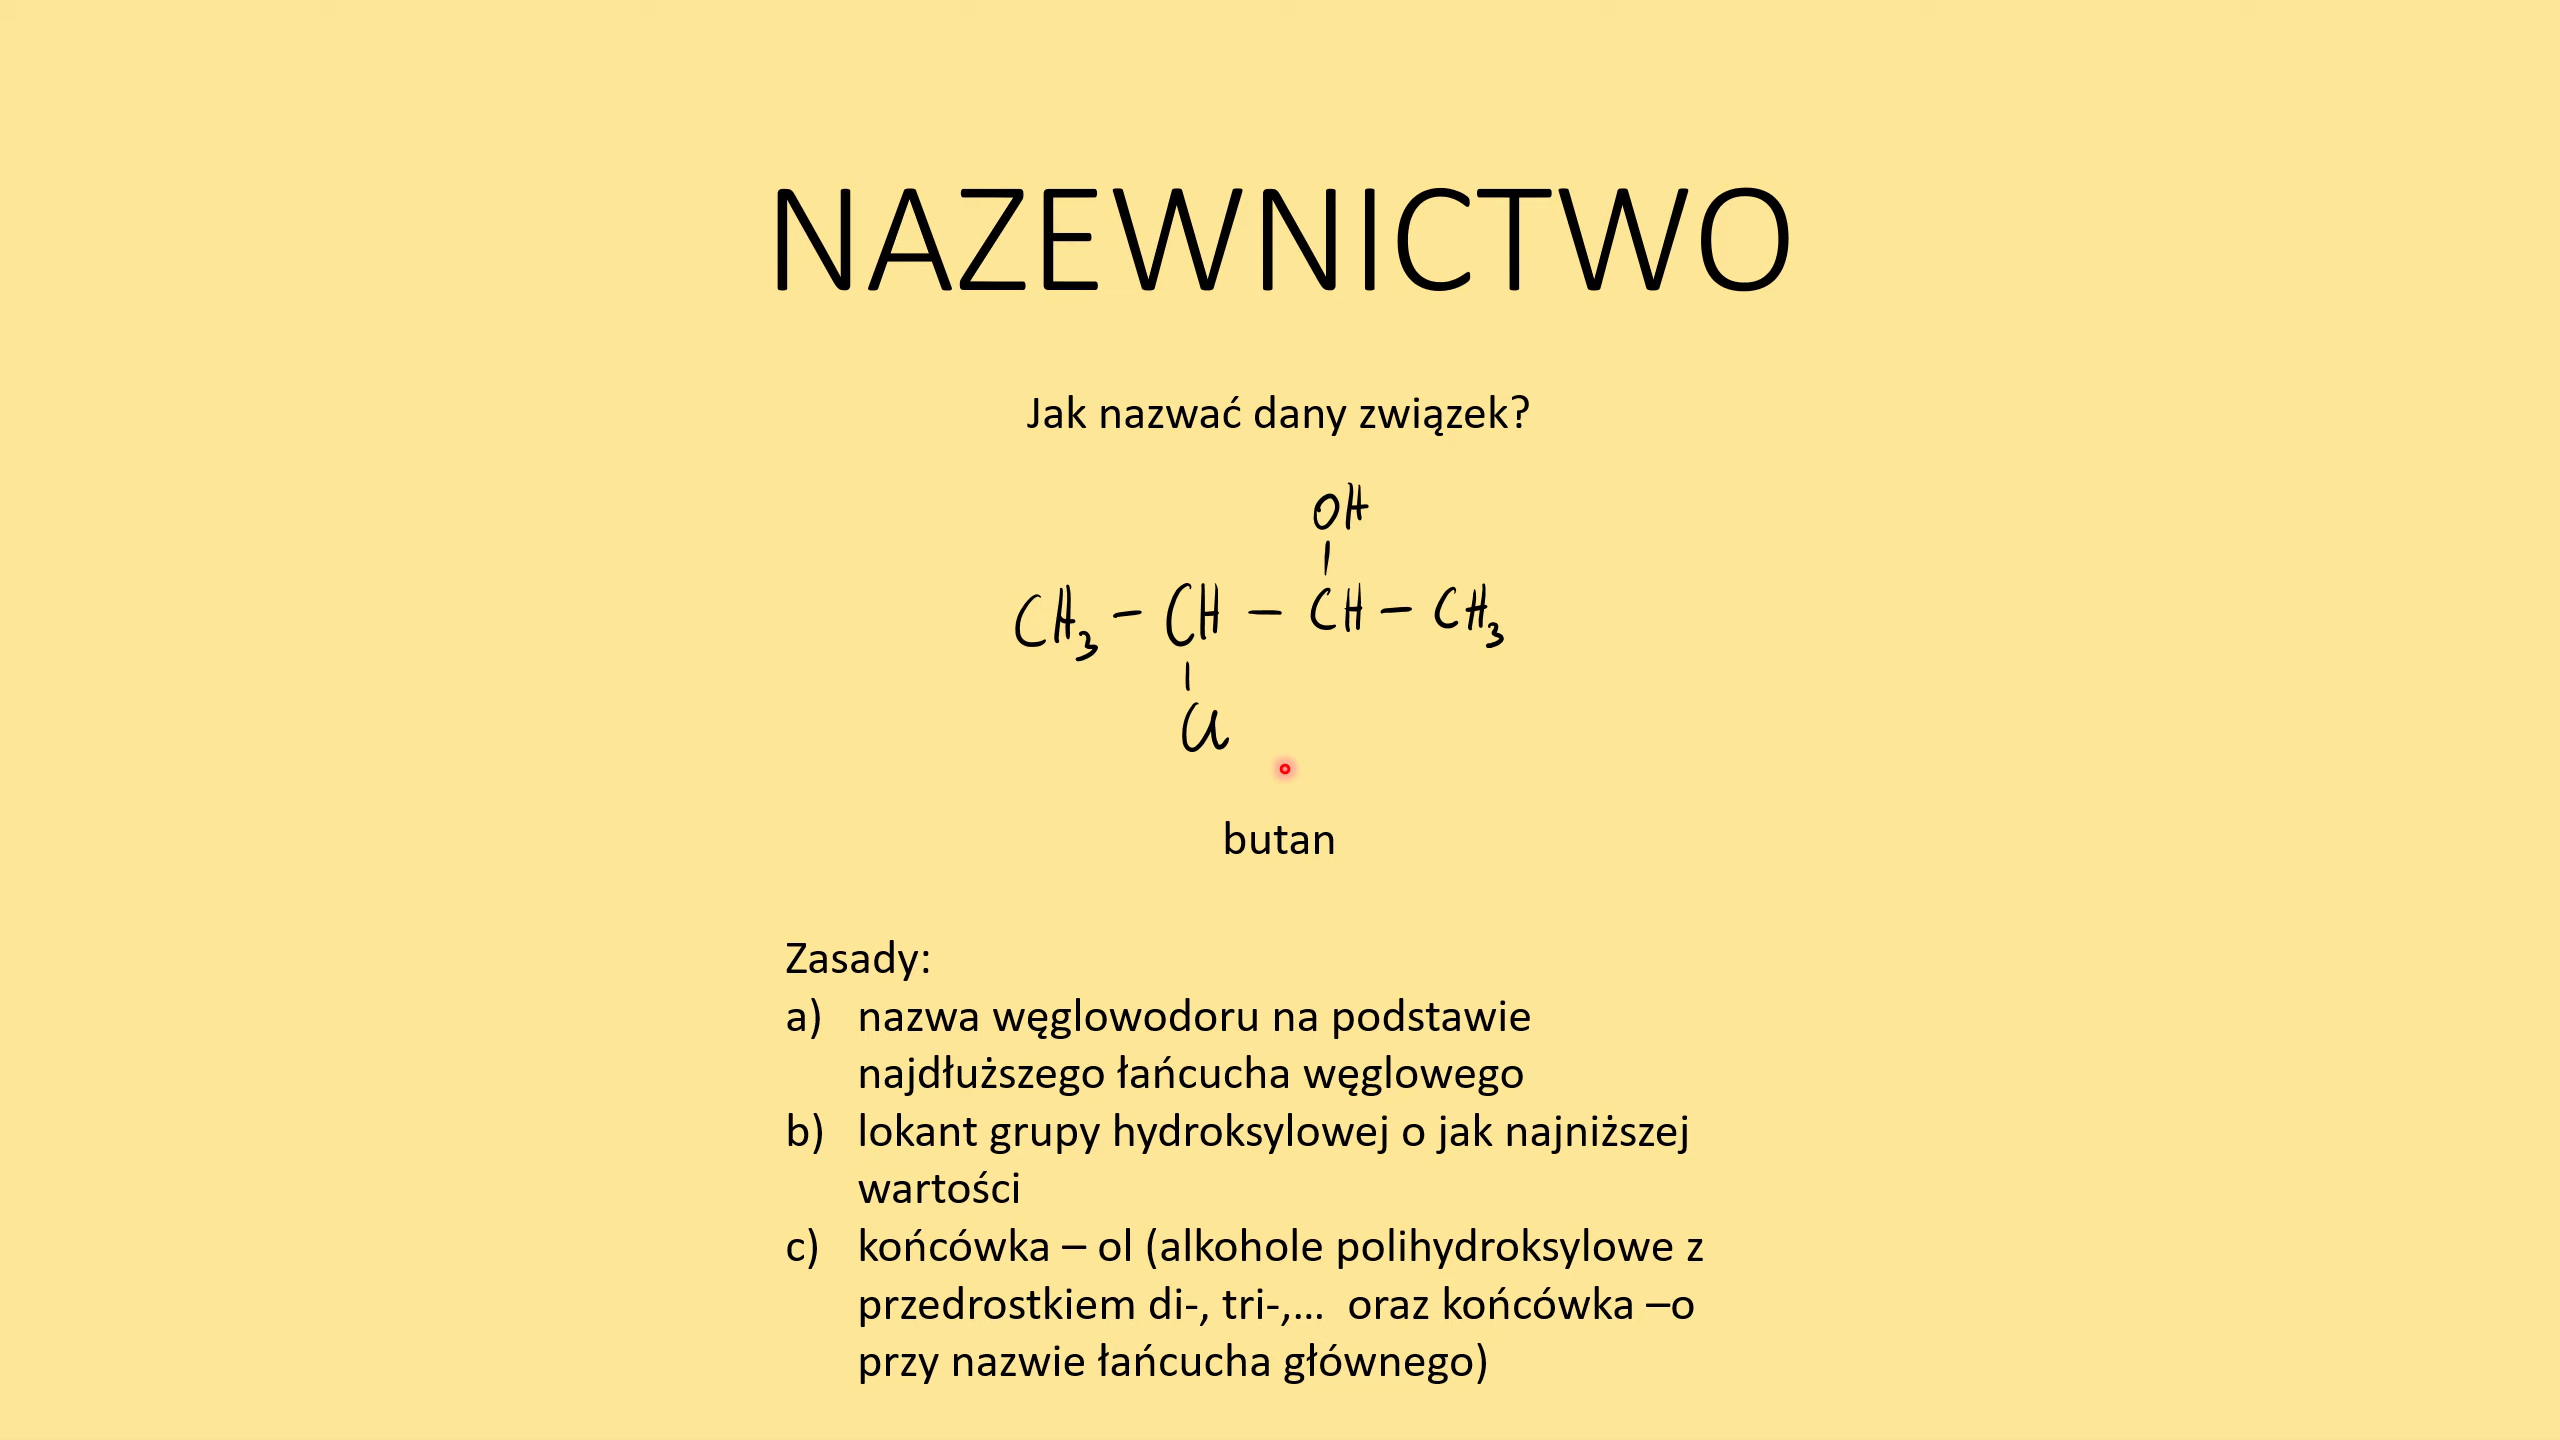 NAZEWNICTWO
Jak nazwać dany związek?
OH
CH₃ – CH – CH – CH₃
Cl
butan
Zasady:
a) nazwa węglowodoru na podstawie
najdłuższego łańcucha węglowego
b) lokant grupy hydroksylowej o jak najniższej
wartości
c) końcówka – ol (alkohole polihydroksylowe z
przedrostkiem di-, tri-,... oraz końcówka –o
przy nazwie łańcucha głównego)